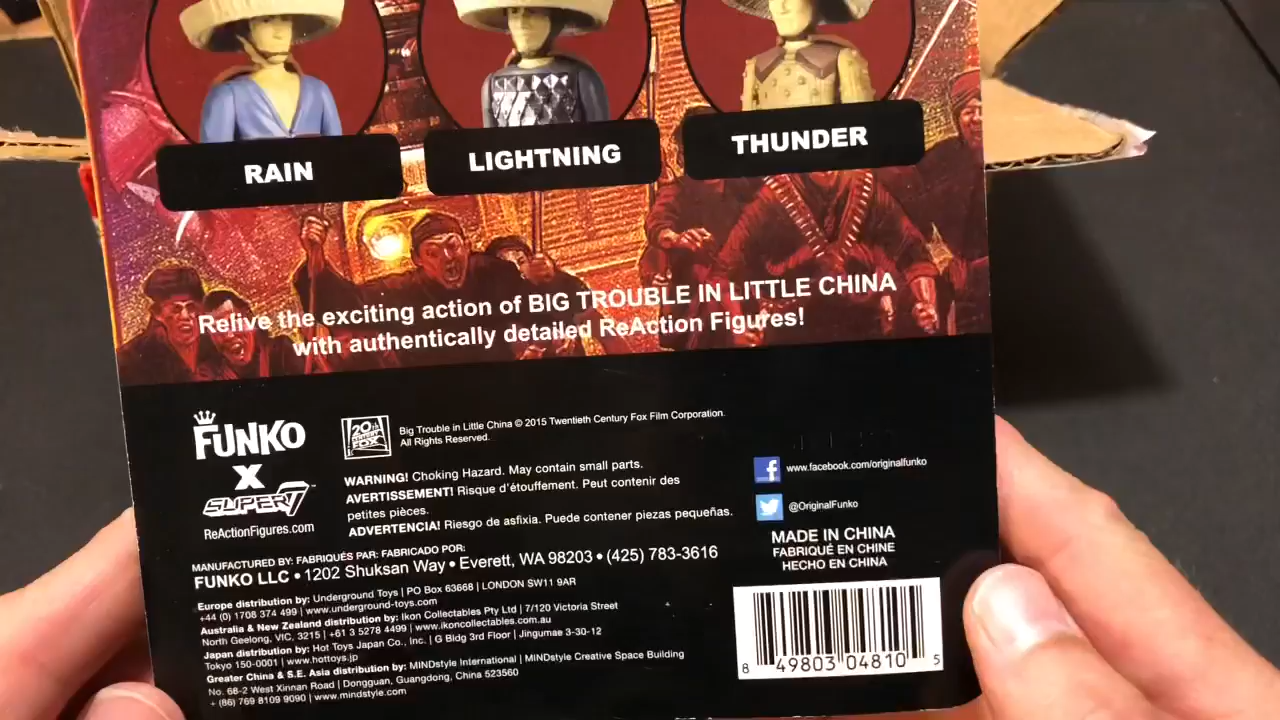 RAIN
LIGHTNING
THUNDER
Relive the exciting action of BIG TROUBLE IN LITTLE CHINA
with authentically detailed ReAction Figures!
FUNKO
X
SUPER7
ReActionFigures.com
20th
CENTURY
FOX
Big Trouble in Little China © 2015 Twentieth Century Fox Film Corporation.
All Rights Reserved.
WARNING! Choking Hazard. May contain small parts.
AVERTISSEMENT! Risque d'étouffement. Peut contenir des
petites pièces.
ADVERTENCIA! Riesgo de asfixia. Puede contener piezas pequeñas.
www.facebook.com/originalfunko
@OriginalFunko
MADE IN CHINA
FABRIQUÉ EN CHINE
HECHO EN CHINA
MANUFACTURED BY: FABRIQUÉS PAR: FABRICADO POR:
FUNKO LLC • 1202 Shuksan Way • Everett, WA 98203 • (425) 783-3616
Europe distribution by: Underground Toys | PO Box 63668 | LONDON SW11 9AR
+44 (0) 1708 374 499 | www.underground-toys.com
Australia & New Zealand distribution by: Ikon Collectables Pty Ltd | 7/120 Victoria Street
North Geelong, VIC, 3215 | +61 3 5278 4499 | www.ikoncollectables.com.au
Japan distribution by: Hot Toys Japan Co., Inc. | G Bldg 3rd Floor | Jingumae 3-30-12
Tokyo 150-0001 | www.hottoys.jp
Greater China & S.E. Asia distribution by: MINDstyle International | MINDstyle Creative Space Building
No. 68-2 West Xinnan Road | Dongguan, Guangdong, China 523560
+ (86) 769 8109 9090 | www.mindstyle.com
8 49803 04810 5